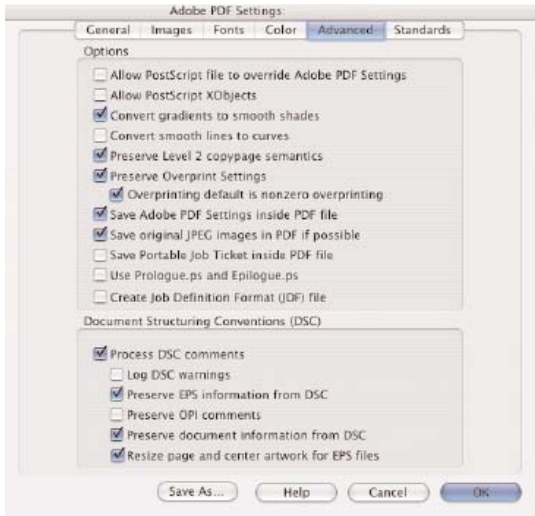 Adobe PDF Settings
General Images Fonts Color Advanced Standards
Options
Allow PostScript file to override Adobe PDF Settings
Allow PostScript XObjects
Convert gradients to smooth shades
Convert smooth lines to curves
Preserve Level 2 copypage semantics
Preserve Overprint Settings
Overprinting default is nonzero overprinting
Save Adobe PDF Settings inside PDF file
Save original JPEG images in PDF if possible
Save Portable Job Ticket inside PDF file
Use Prologue.ps and Epilogue.ps
Create Job Definition Format (JDF) file
Document Structuring Conventions (DSC)
Process DSC comments
Log DSC warnings
Preserve EPS information from DSC
Preserve OPI comments
Preserve document information from DSC
Resize page and center artwork for EPS files
Save As... Help Cancel OK